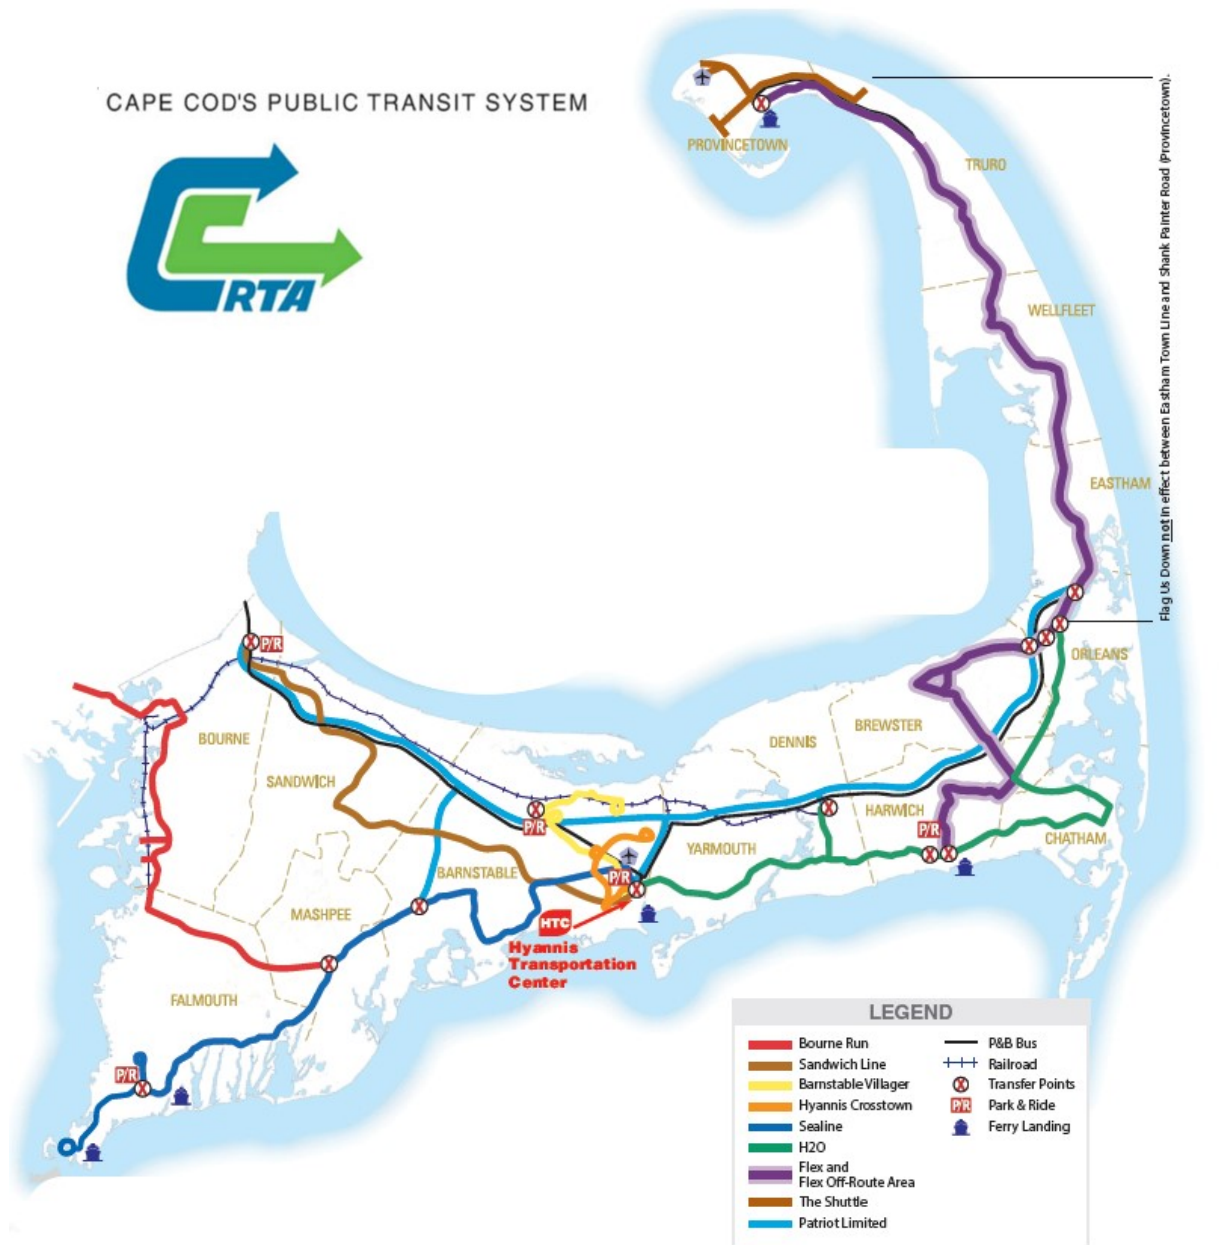 CAPE COD'S PUBLIC TRANSIT SYSTEM
CRTA
PROVINCETOWN
TRURO
WELLFLEET
EASTHAM
Flag Us Down not in effect between Eastham Town Line and Shank Painter Road (Provincetown).
ORLEANS
P/R
BOURNE
SANDWICH
BREWSTER
DENNIS
HARWICH
P/R
CHATHAM
P/R
YARMOUTH
BARNSTABLE
P/R
MASHPEE
HTC
Hyannis
Transportation
Center
FALMOUTH
P/R
LEGEND
Bourne Run
Sandwich Line
Barnstable Villager
Hyannis Crosstown
Sealine
H2O
Flex and
Flex Off-Route Area
The Shuttle
Patriot Limited
P&B Bus
Railroad
Transfer Points
P/R Park & Ride
Ferry Landing